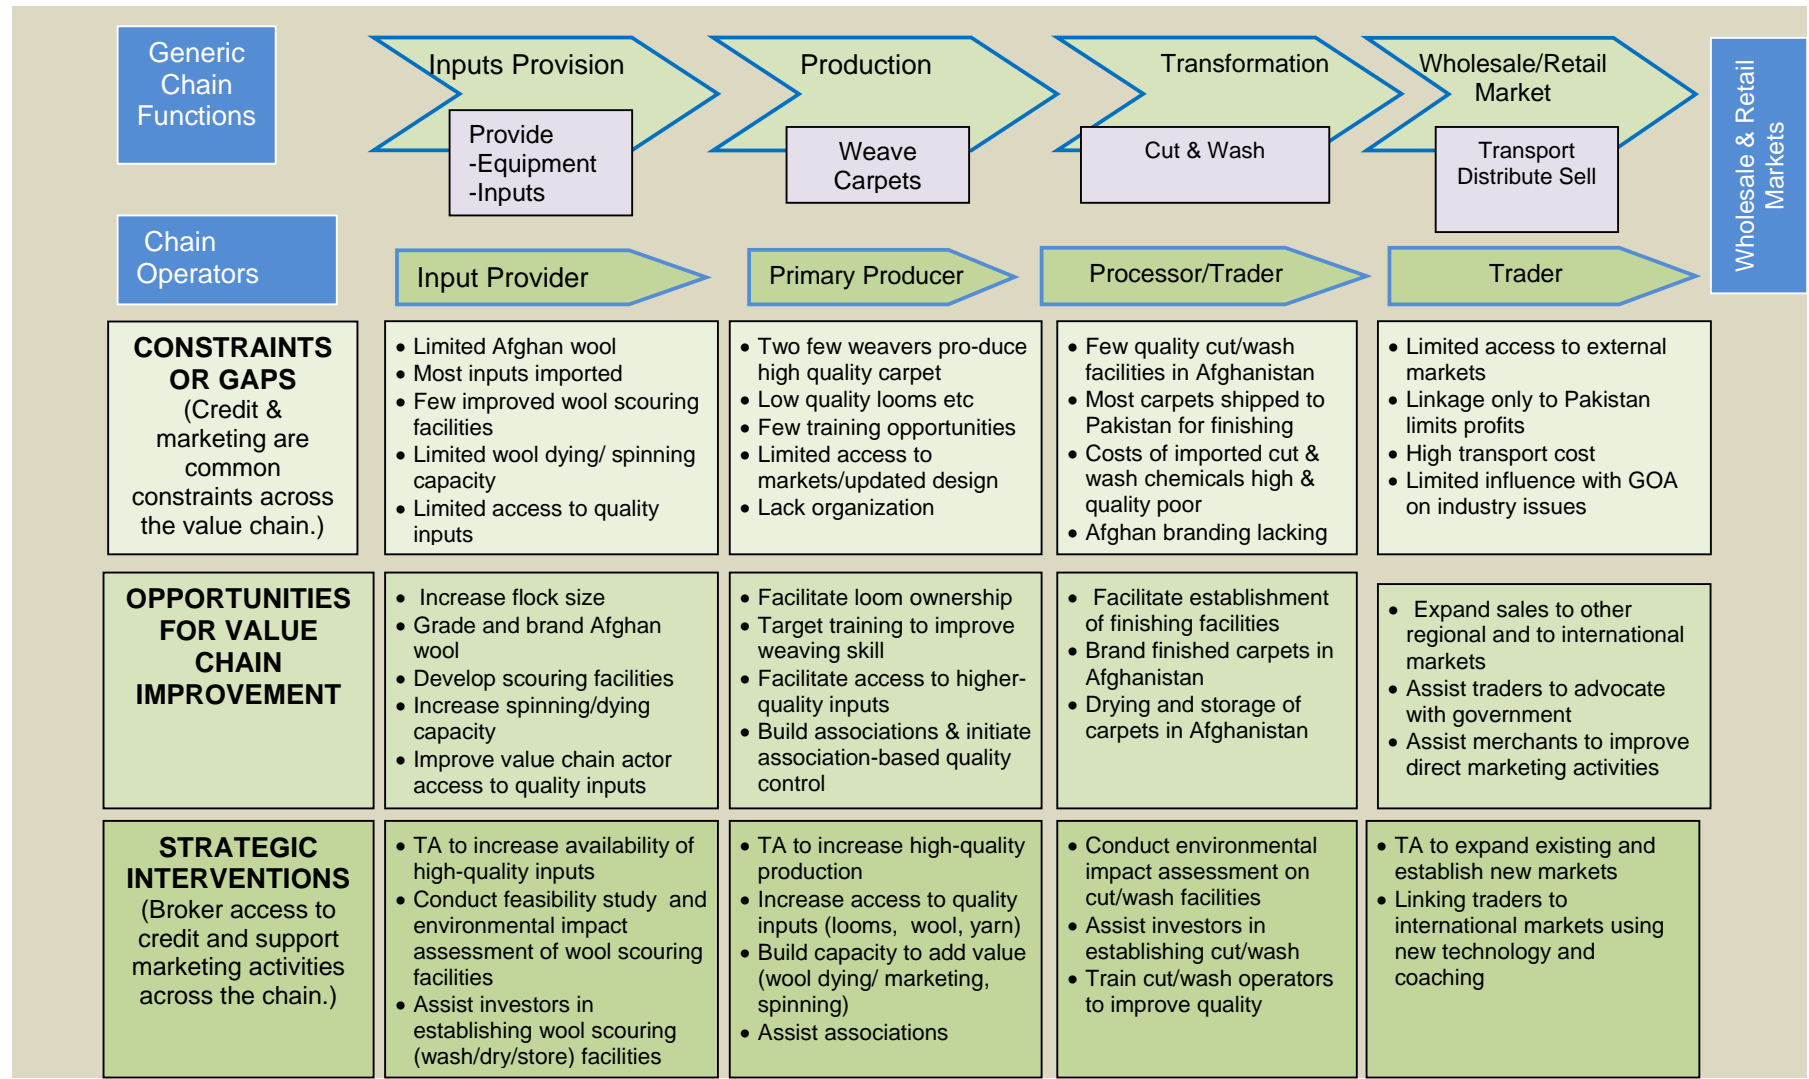 Generic
Chain
Functions
Inputs Provision
Provide
-Equipment
-Inputs
Production
Weave
Carpets
Transformation
Cut & Wash
Wholesale/Retail
Market
Transport
Distribute Sell
Wholesale & Retail
Markets
Chain
Operators
Input Provider
Primary Producer
Processor/Trader
Trader
CONSTRAINTS
OR GAPS
(Credit &
marketing are
common
constraints across
the value chain.)
• Limited Afghan wool
• Most inputs imported
• Few improved wool scouring
facilities
• Limited wool dying/ spinning
capacity
• Limited access to quality
inputs
• Two few weavers pro-duce
high quality carpet
• Low quality looms etc
• Few training opportunities
• Limited access to
markets/updated design
• Lack organization
• Few quality cut/wash
facilities in Afghanistan
• Most carpets shipped to
Pakistan for finishing
• Costs of imported cut &
wash chemicals high &
quality poor
• Afghan branding lacking
• Limited access to external
markets
• Linkage only to Pakistan
limits profits
• High transport cost
• Limited influence with GOA
on industry issues
OPPORTUNITIES
FOR VALUE
CHAIN
IMPROVEMENT
• Increase flock size
• Grade and brand Afghan
wool
• Develop scouring facilities
• Increase spinning/dying
capacity
• Improve value chain actor
access to quality inputs
• Facilitate loom ownership
• Target training to improve
weaving skill
• Facilitate access to higher-
quality inputs
• Build associations & initiate
association-based quality
control
• Facilitate establishment
of finishing facilities
• Brand finished carpets in
Afghanistan
• Drying and storage of
carpets in Afghanistan
• Expand sales to other
regional and to international
markets
• Assist traders to advocate
with government
• Assist merchants to improve
direct marketing activities
STRATEGIC
INTERVENTIONS
(Broker access to
credit and support
marketing activities
across the chain.)
• TA to increase availability of
high-quality inputs
• Conduct feasibility study and
environmental impact
assessment of wool scouring
facilities
• Assist investors in
establishing wool scouring
(wash/dry/store) facilities
• TA to increase high-quality
production
• Increase access to quality
inputs (looms, wool, yarn)
• Build capacity to add value
(wool dying/ marketing,
spinning)
• Assist associations
• Conduct environmental
impact assessment on
cut/wash facilities
• Assist investors in
establishing cut/wash
• Train cut/wash operators
to improve quality
• TA to expand existing and
establish new markets
• Linking traders to
international markets using
new technology and
coaching